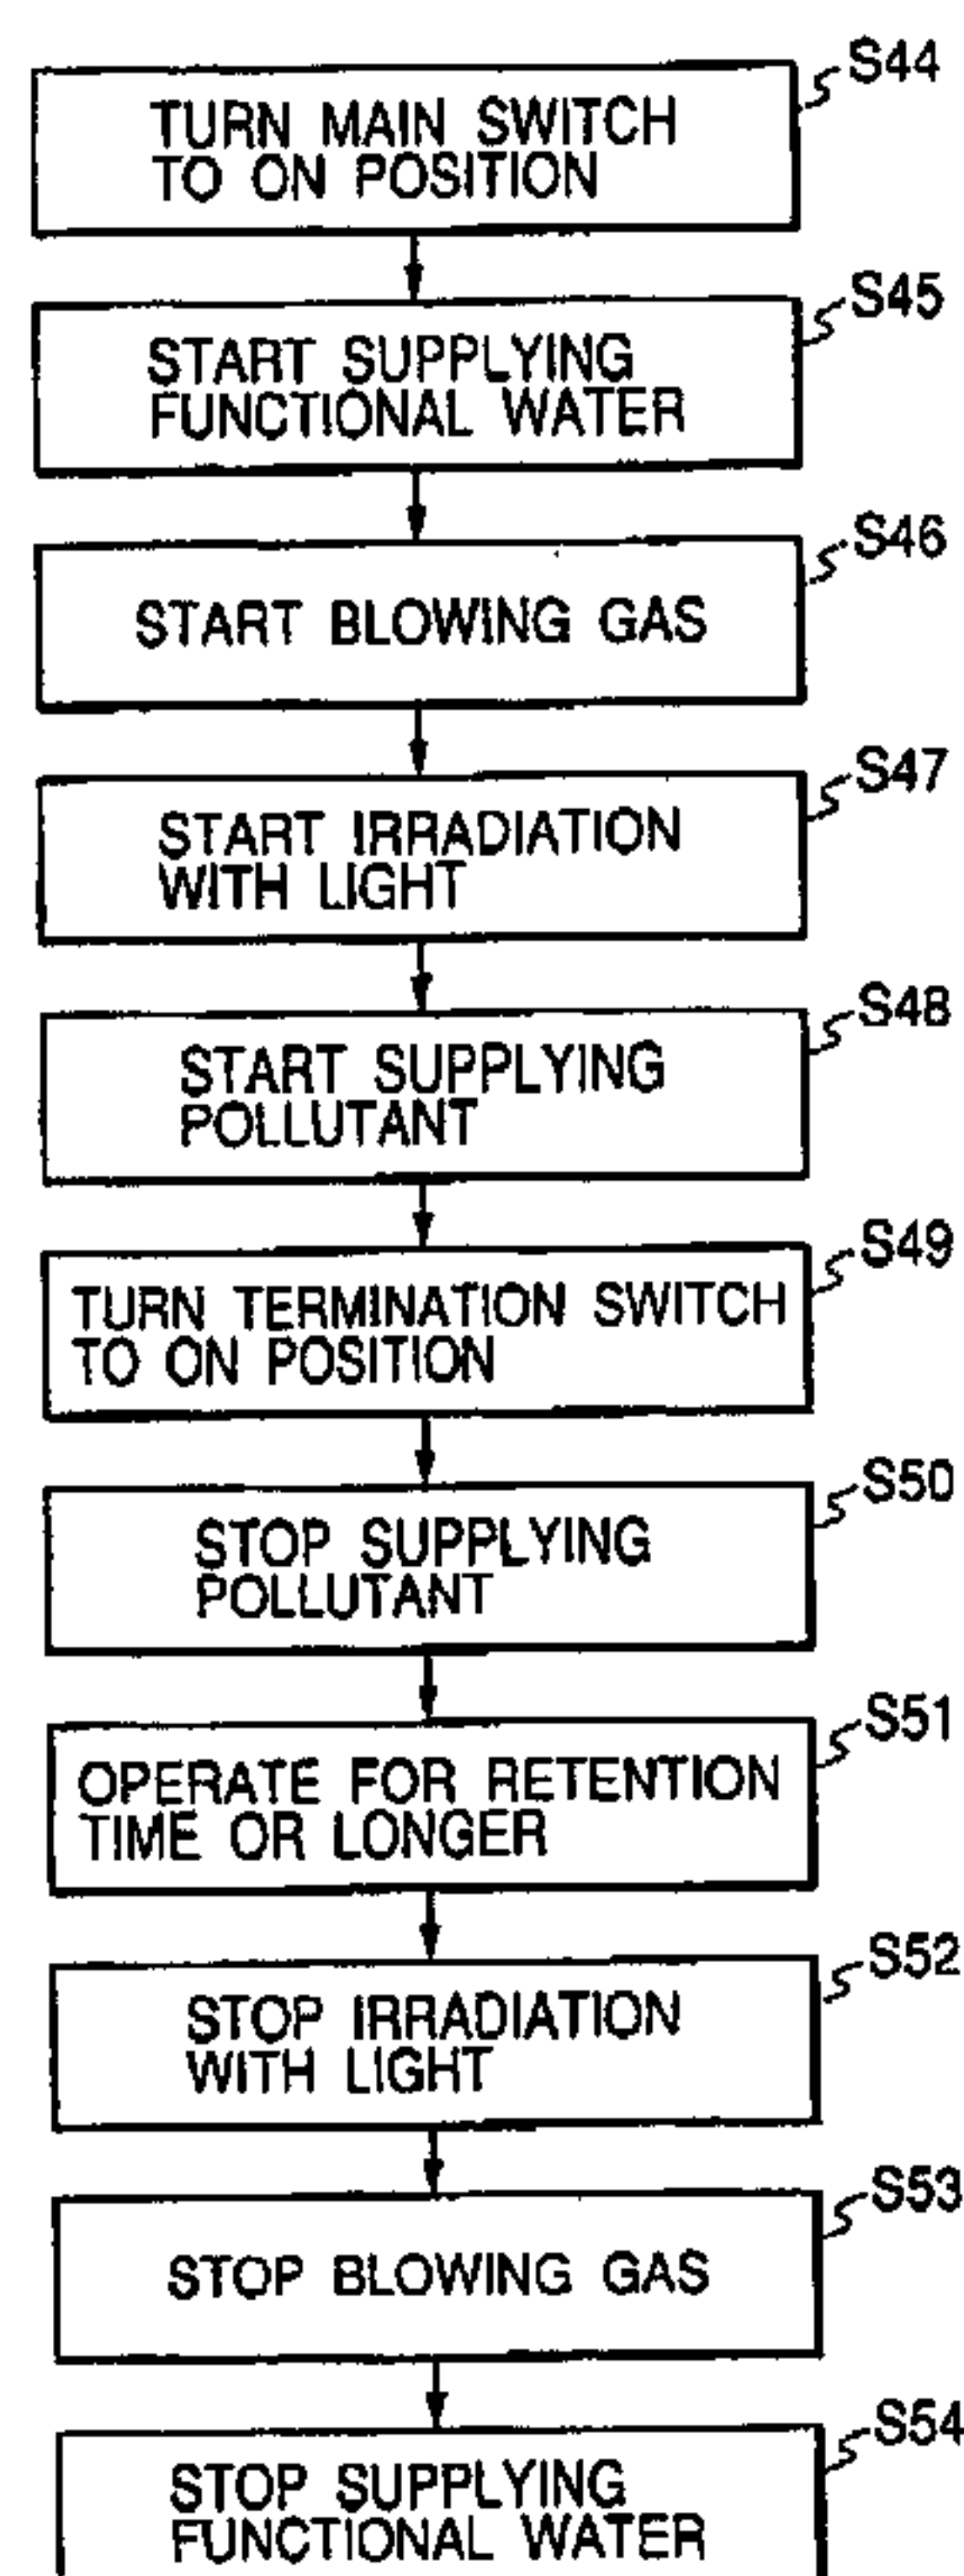 S44
TURN MAIN SWITCH
TO ON POSITION
S45
START SUPPLYING
FUNCTIONAL WATER
S46
START BLOWING GAS
S47
START IRRADIATION
WITH LIGHT
S48
START SUPPLYING
POLLUTANT
S49
TURN TERMINATION SWITCH
TO ON POSITION
S50
STOP SUPPLYING
POLLUTANT
S51
OPERATE FOR RETENTION
TIME OR LONGER
S52
STOP IRRADIATION
WITH LIGHT
S53
STOP BLOWING GAS
S54
STOP SUPPLYING
FUNCTIONAL WATER